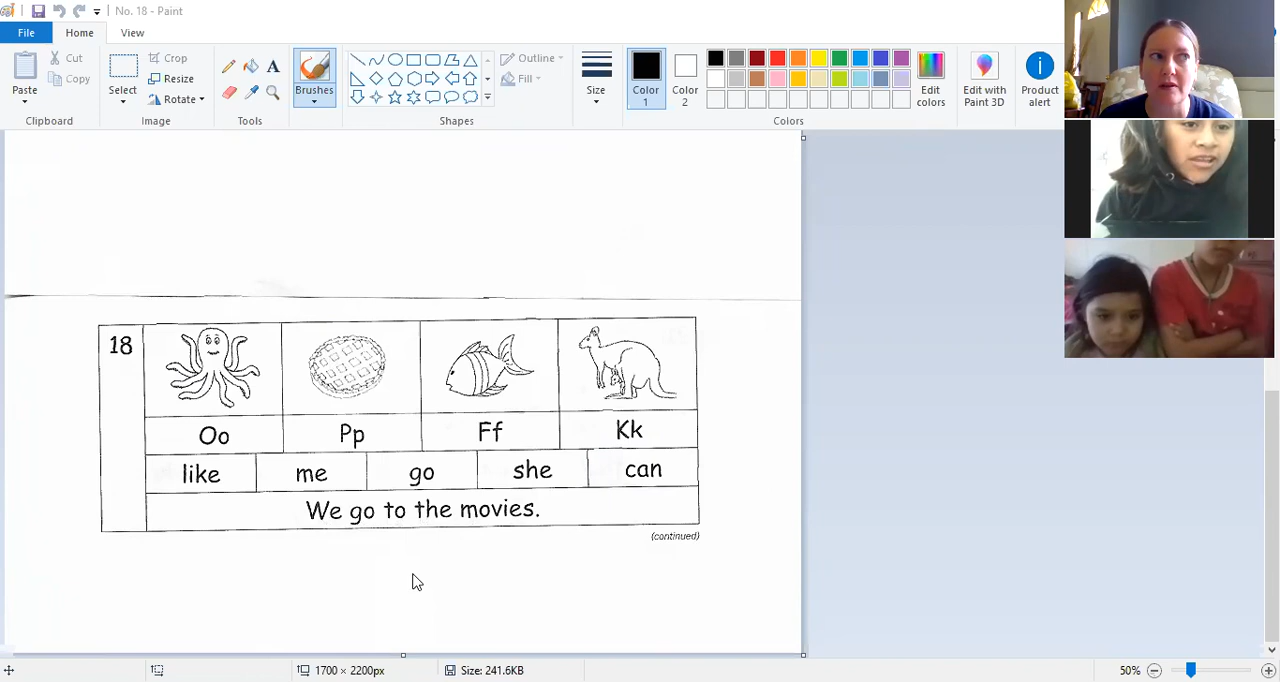 No. 18 - Paint
File Home View
Paste
Cut
Copy
Clipboard
Select
Crop
Resize
Rotate
Image
A
Tools
Brushes
Outline
Fill
Shapes
Size
Color 1
Color 2
Edit colors
Colors
Edit with Paint 3D
Product alert
18
Oo Pp Ff Kk
like me go she can
We go to the movies.
(continued)
1700 × 2200px
Size: 241.6KB
50%